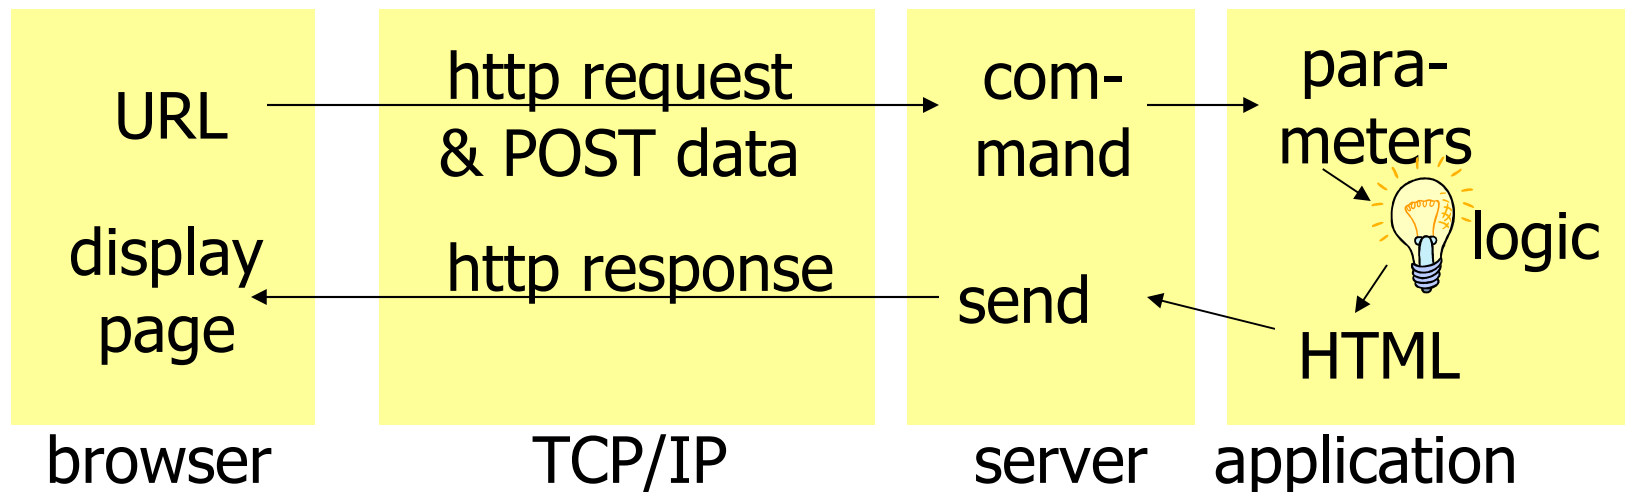 URL
display
page
browser
http request
& POST data
http response
TCP/IP
com-
mand
send
server
para-
meters
logic
HTML
application